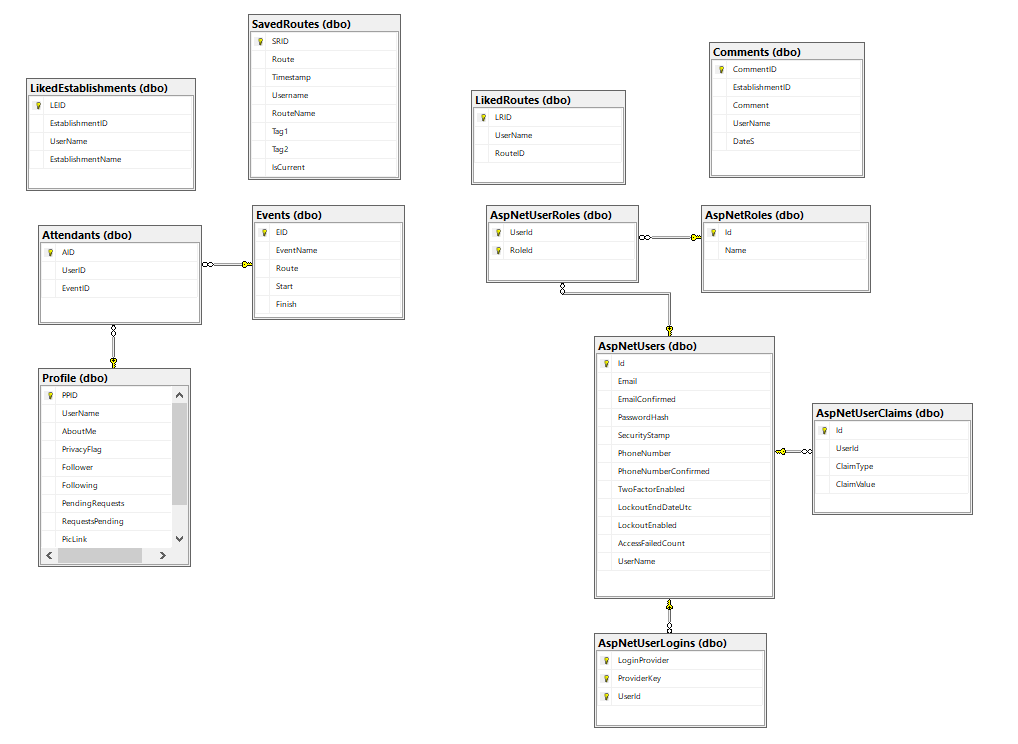 SavedRoutes (dbo)
SRID
Route
Timestamp
Username
RouteName
Tag1
Tag2
IsCurrent
LikedEstablishments (dbo)
LEID
EstablishmentID
UserName
EstablishmentName
LikedRoutes (dbo)
LRID
UserName
RouteID
Comments (dbo)
CommentID
EstablishmentID
Comment
UserName
DateS
Attendants (dbo)
AID
UserID
EventID
Events (dbo)
EID
EventName
Route
Start
Finish
AspNetUserRoles (dbo)
UserId
RoleId
AspNetRoles (dbo)
Id
Name
Profile (dbo)
PPID
UserName
AboutMe
PrivacyFlag
Follower
Following
PendingRequests
RequestsPending
PicLink
AspNetUsers (dbo)
Id
Email
EmailConfirmed
PasswordHash
SecurityStamp
PhoneNumber
PhoneNumberConfirmed
TwoFactorEnabled
LockoutEndDateUtc
LockoutEnabled
AccessFailedCount
UserName
AspNetUserClaims (dbo)
Id
UserId
ClaimType
ClaimValue
AspNetUserLogins (dbo)
LoginProvider
ProviderKey
UserId